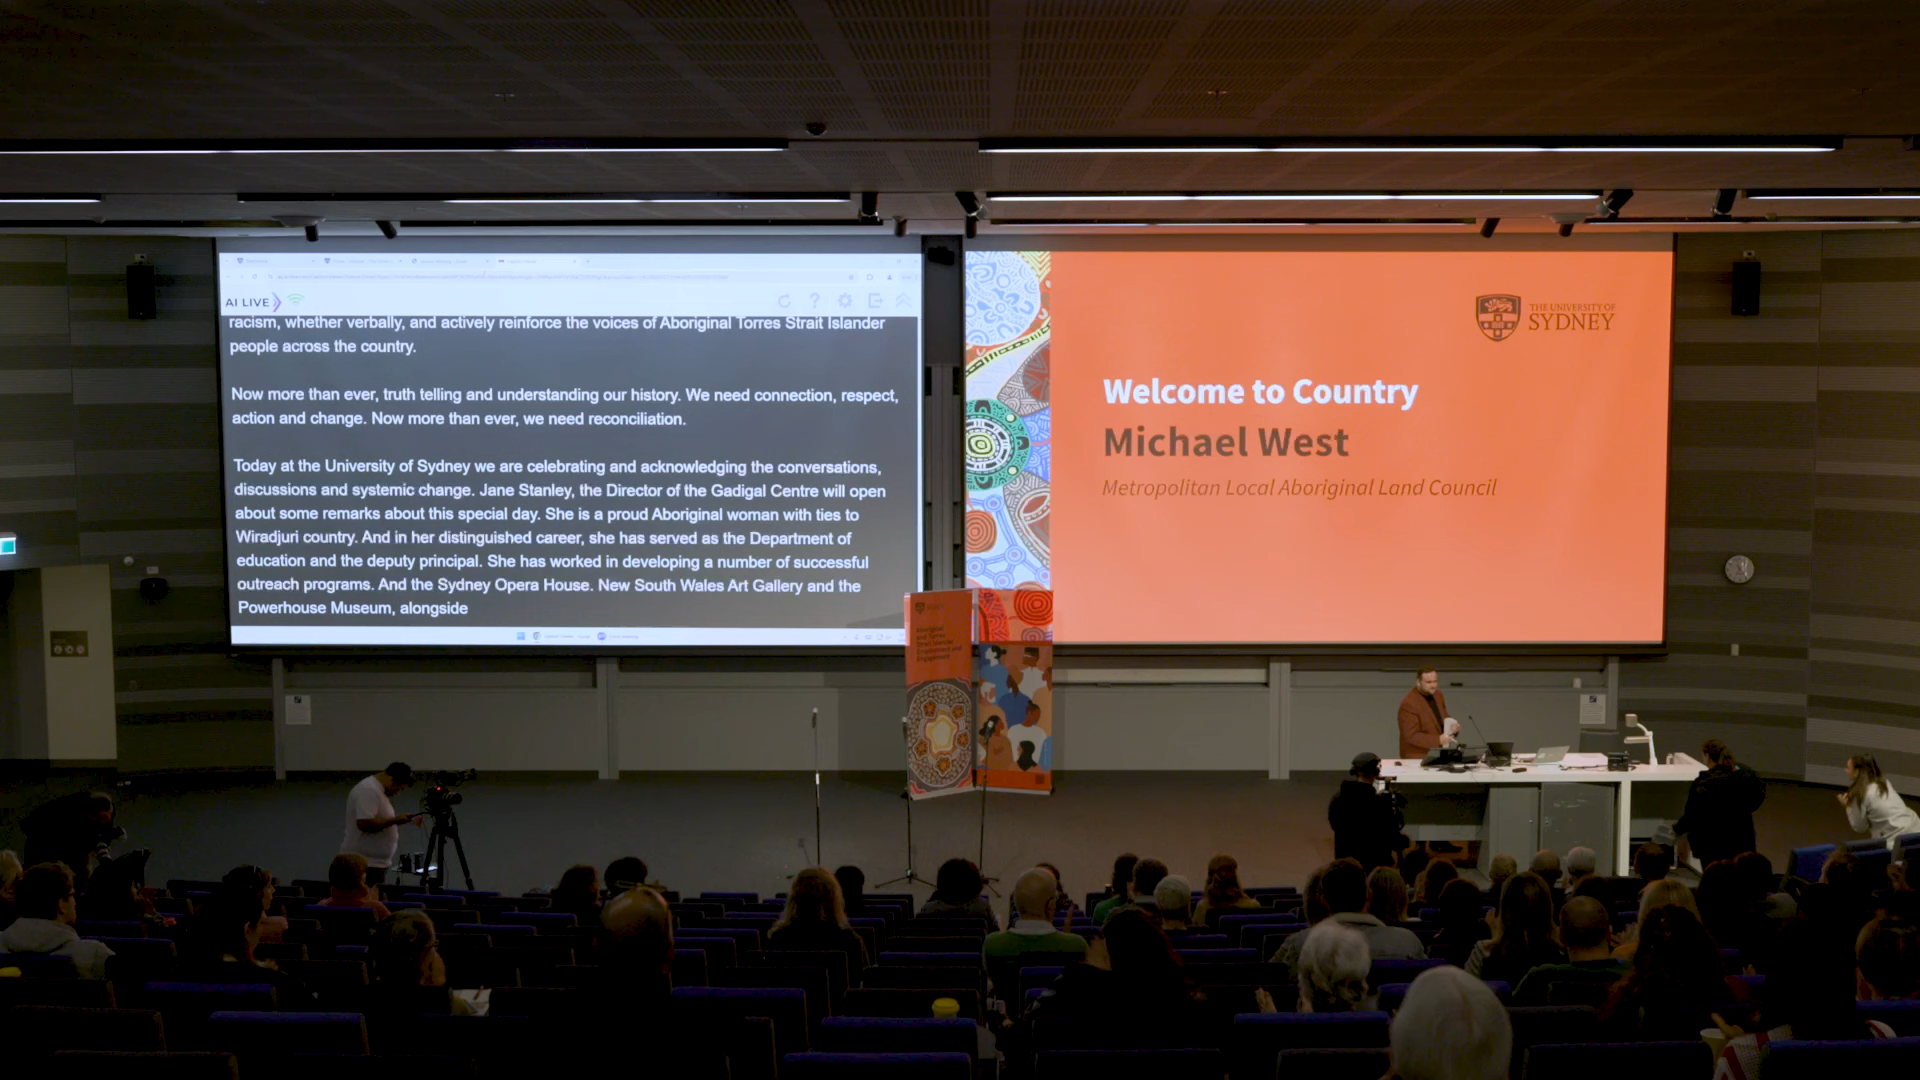 AI LIVE
racism, whether verbally, and actively reinforce the voices of Aboriginal Torres Strait Islander
people across the country.
Now more than ever, truth telling and understanding our history. We need connection, respect,
action and change. Now more than ever, we need reconciliation.
Today at the University of Sydney we are celebrating and acknowledging the conversations,
discussions and systemic change. Jane Stanley, the Director of the Gadigal Centre will open
about some remarks about this special day. She is a proud Aboriginal woman with ties to
Wiradjuri country. And in her distinguished career, she has served as the Department of
education and the deputy principal. She has worked in developing a number of successful
outreach programs. And the Sydney Opera House. New South Wales Art Gallery and the
Powerhouse Museum, alongside
THE UNIVERSITY OF
SYDNEY
Welcome to Country
Michael West
Metropolitan Local Aboriginal Land Council
Aboriginal
and Torres
Strait Islander